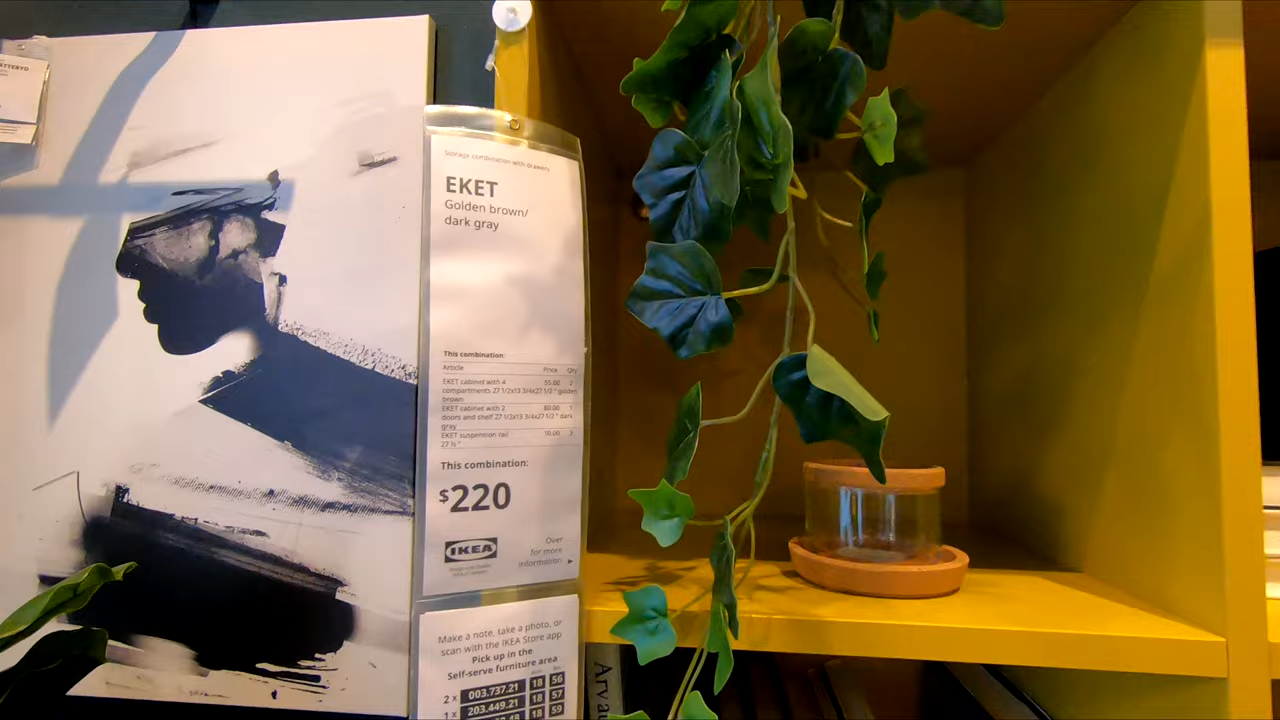 ATTERYD
Storage combination with drawers
EKET
Golden brown/
dark gray
This combination:
Article Price Qty
EKET cabinet with 4 55.00 2
compartments 27 1/2x13 3/4x27 1/2 " golden
brown
EKET cabinet with 2 80.00 1
doors and shelf 27 1/2x13 3/4x27 1/2 " dark
gray
EKET suspension rail 10.00 3
27 ½ "
This combination:
$220
IKEA
Over
for more
information
Make a note, take a photo, or
scan with the IKEA Store app
Pick up in the
Self-serve furniture area
2 x 003.737.21 18 56
1 x 203.449.21 18 57
18 59
Arva